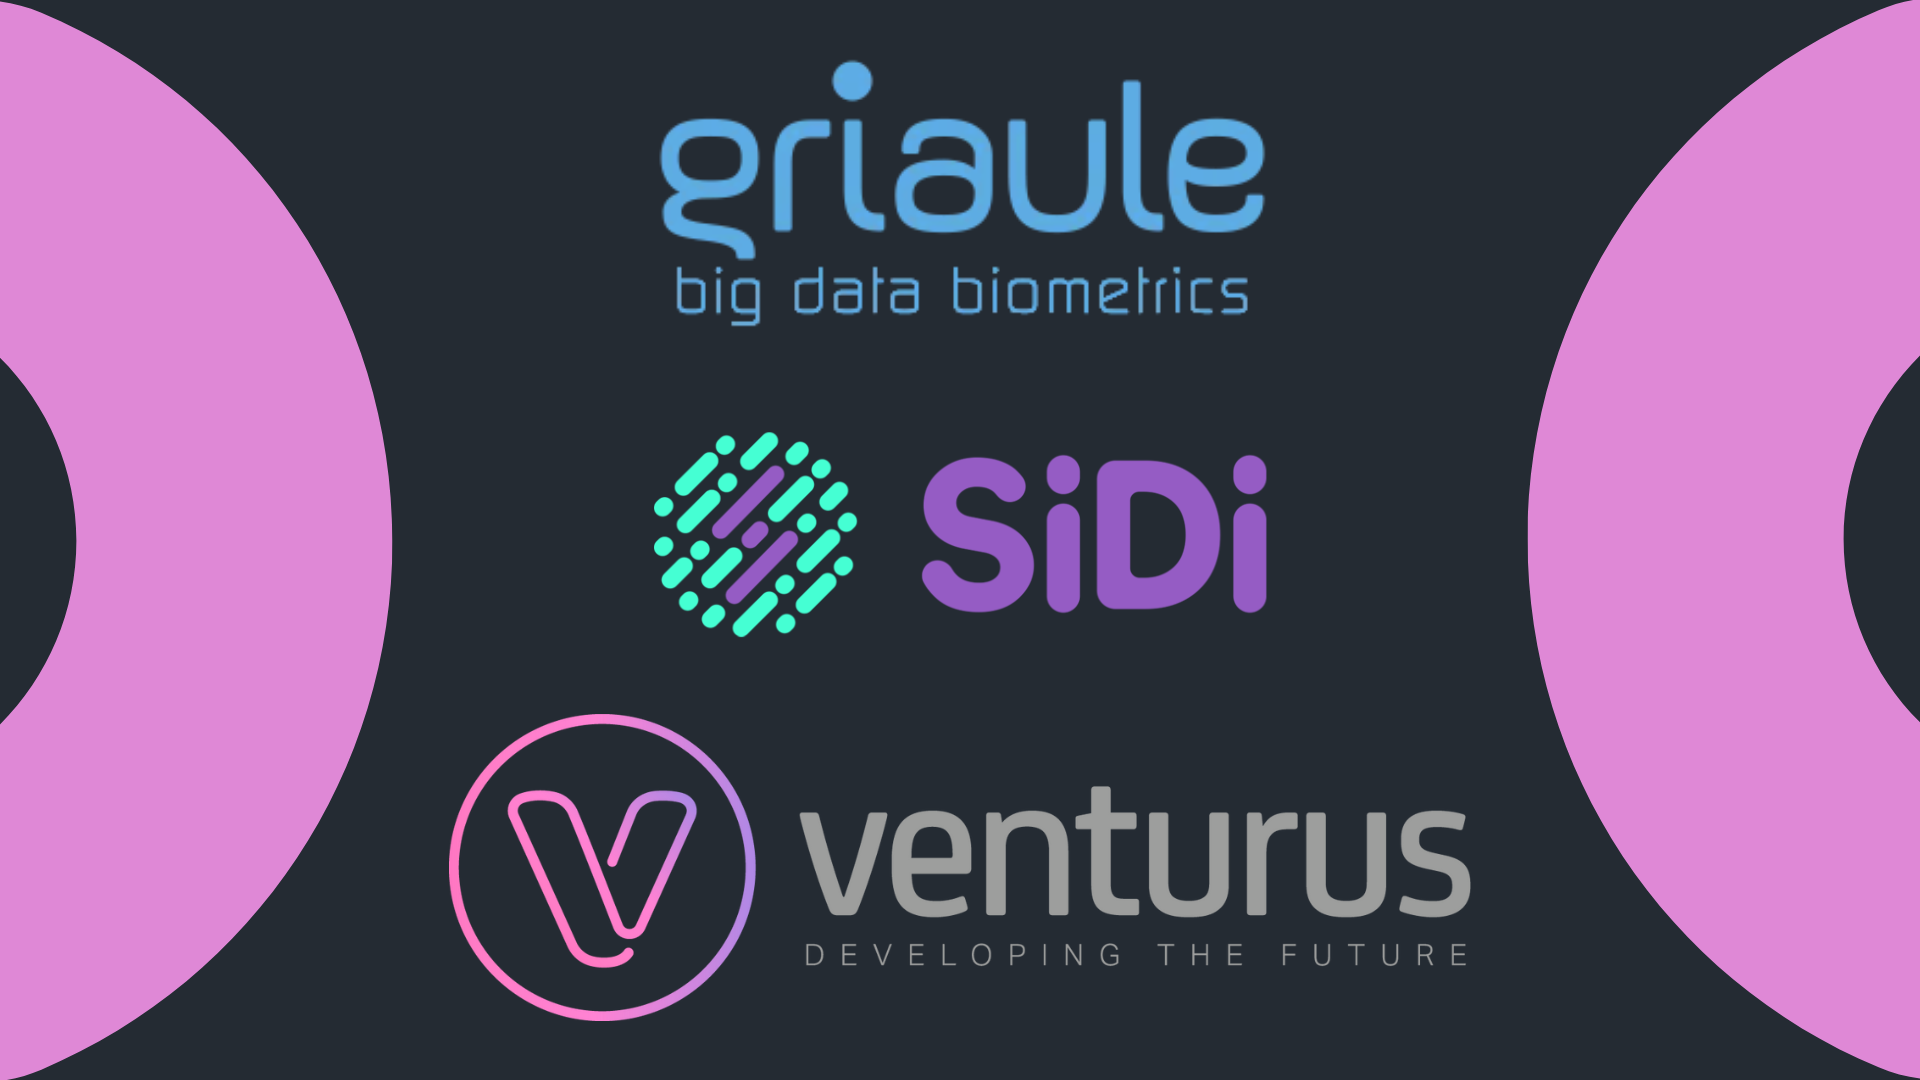 griaule
big data biometrics
SiDi
venturus
DEVELOPING THE FUTURE